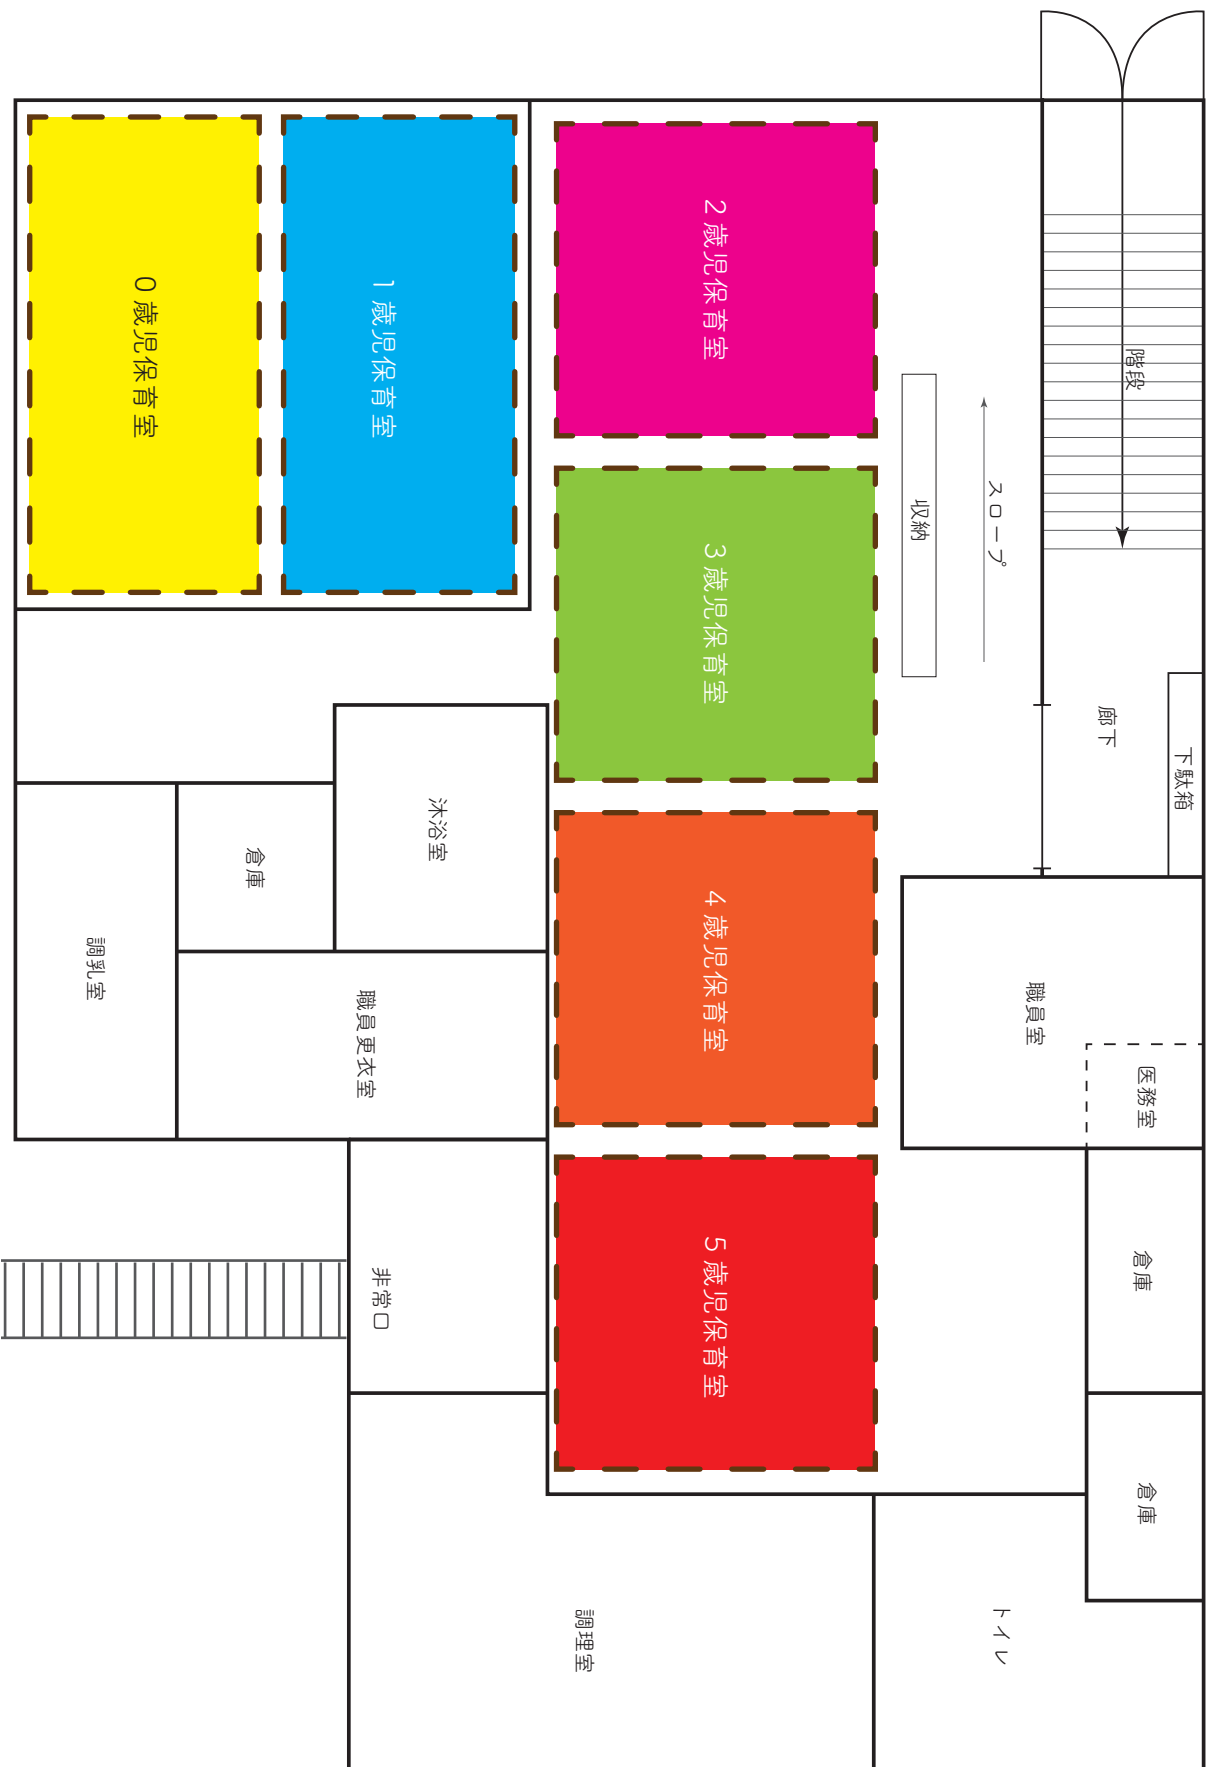 階段
スロープ
収納
廊下
下駄箱
2歳児保育室
1歳児保育室
0歳児保育室
3歳児保育室
4歳児保育室
5歳児保育室
沐浴室
倉庫
調乳室
職員更衣室
職員室
医務室
倉庫
倉庫
非常口
調理室
トイレ